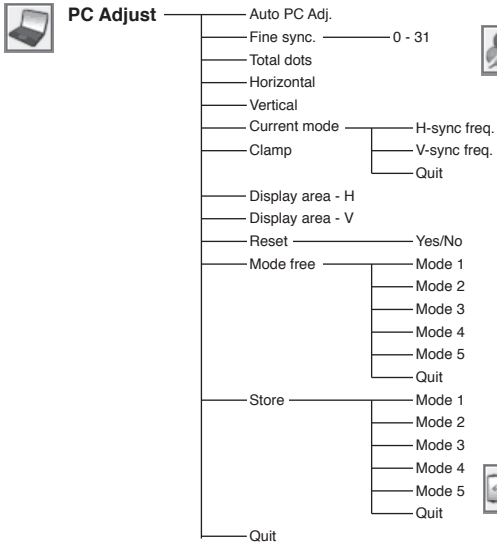 PC Adjust
Auto PC Adj.
Fine sync. 0 - 31
Total dots
Horizontal
Vertical
Current mode H-sync freq.
Clamp V-sync freq.
Quit
Display area - H
Display area - V
Reset Yes/No
Mode free Mode 1
Mode 2
Mode 3
Mode 4
Mode 5
Quit
Store Mode 1
Mode 2
Mode 3
Mode 4
Mode 5
Quit
Quit